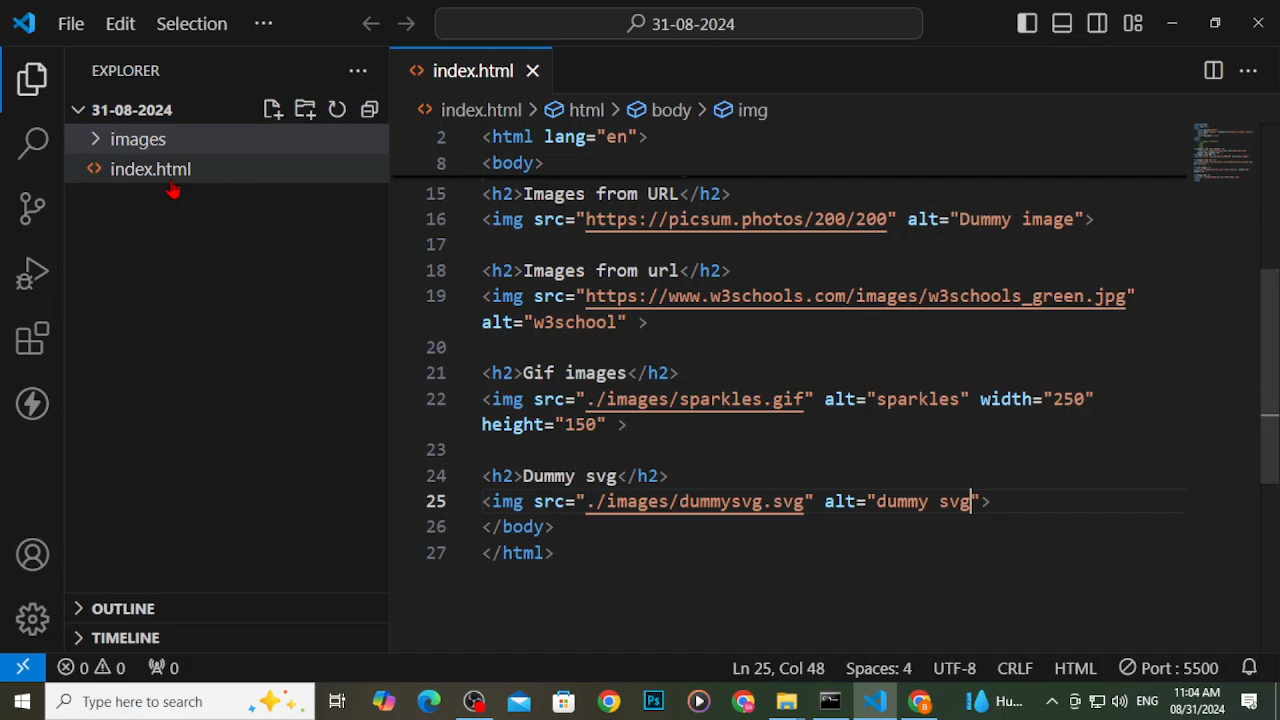 File Edit Selection ··· 31-08-2024
EXPLORER ···
31-08-2024
images
index.html
OUTLINE
TIMELINE
index.html
index.html > html > body > img
2 <html lang="en">
8 <body>
15 <h2>Images from URL</h2>
16 <img src="https://picsum.photos/200/200" alt="Dummy image">
17
18 <h2>Images from url</h2>
19 <img src="https://www.w3schools.com/images/w3schools_green.jpg"
alt="w3school" >
20
21 <h2>Gif images</h2>
22 <img src="./images/sparkles.gif" alt="sparkles" width="250"
height="150" >
23
24 <h2>Dummy svg</h2>
25 <img src="./images/dummysvg.svg" alt="dummy svg">
26 </body>
27 </html>
0 0 0 Ln 25, Col 48 Spaces: 4 UTF-8 CRLF HTML Port : 5500
Type here to search Ps B Hu... ENG 11:04 AM
08/31/2024